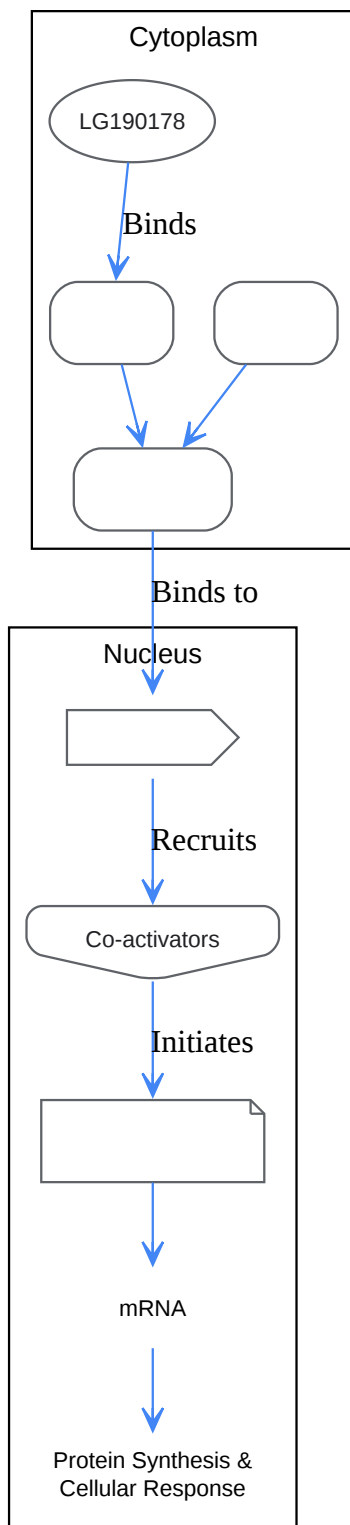 Cytoplasm
LG190178
Binds
Binds to
Nucleus
Recruits
Co-activators
Initiates
mRNA
Protein Synthesis &
Cellular Response